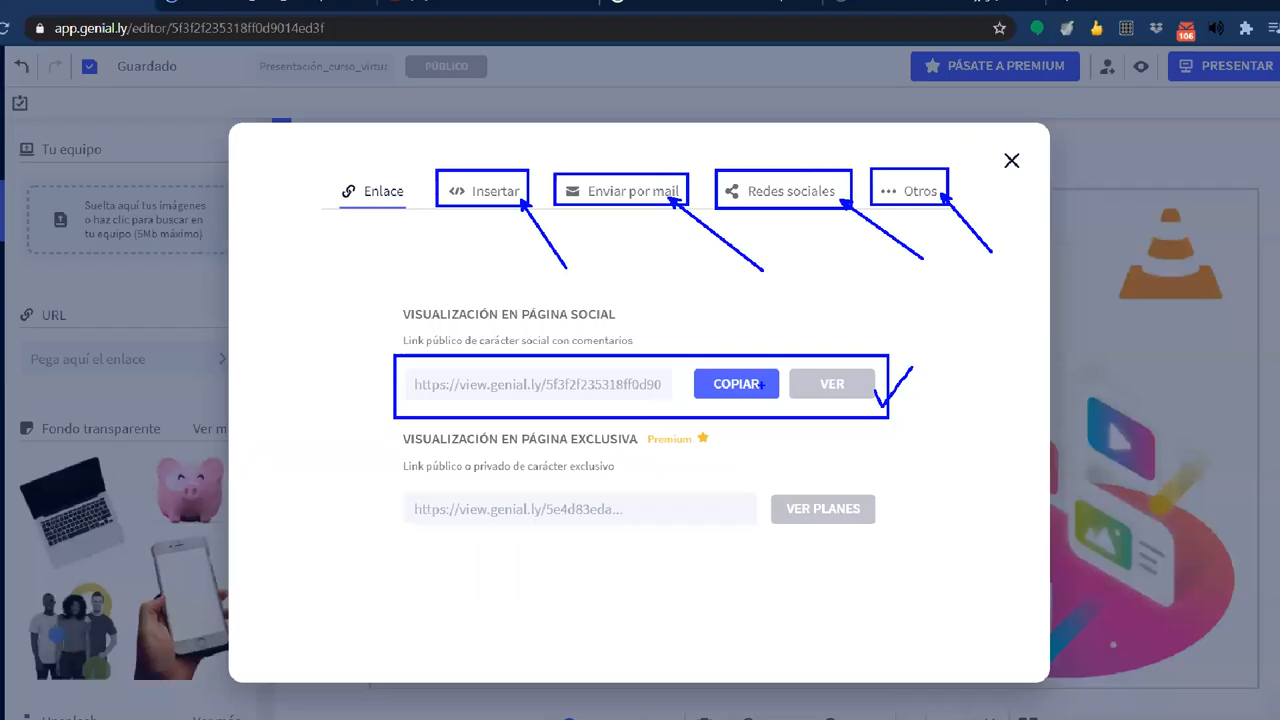 app.genial.ly/editor/5f3f2f235318ff0d9014ed3f
106
Guardado
Presentación_curso_virtua
PÚBLICO
PÁSATE A PREMIUM
PRESENTAR
Tu equipo
Suelta aquí tus imágenes
o haz clic para buscar en
tu equipo (5Mb máximo)
URL
Pega aquí el enlace
Fondo transparente
Ver m
Enlace
Insertar
Enviar por mail
Redes sociales
Otros
VISUALIZACIÓN EN PÁGINA SOCIAL
Link público de carácter social con comentarios
https://view.genial.ly/5f3f2f235318ff0d90
COPIAR
VER
VISUALIZACIÓN EN PÁGINA EXCLUSIVA Premium
Link público o privado de carácter exclusivo
https://view.genial.ly/5e4d83eda...
VER PLANES